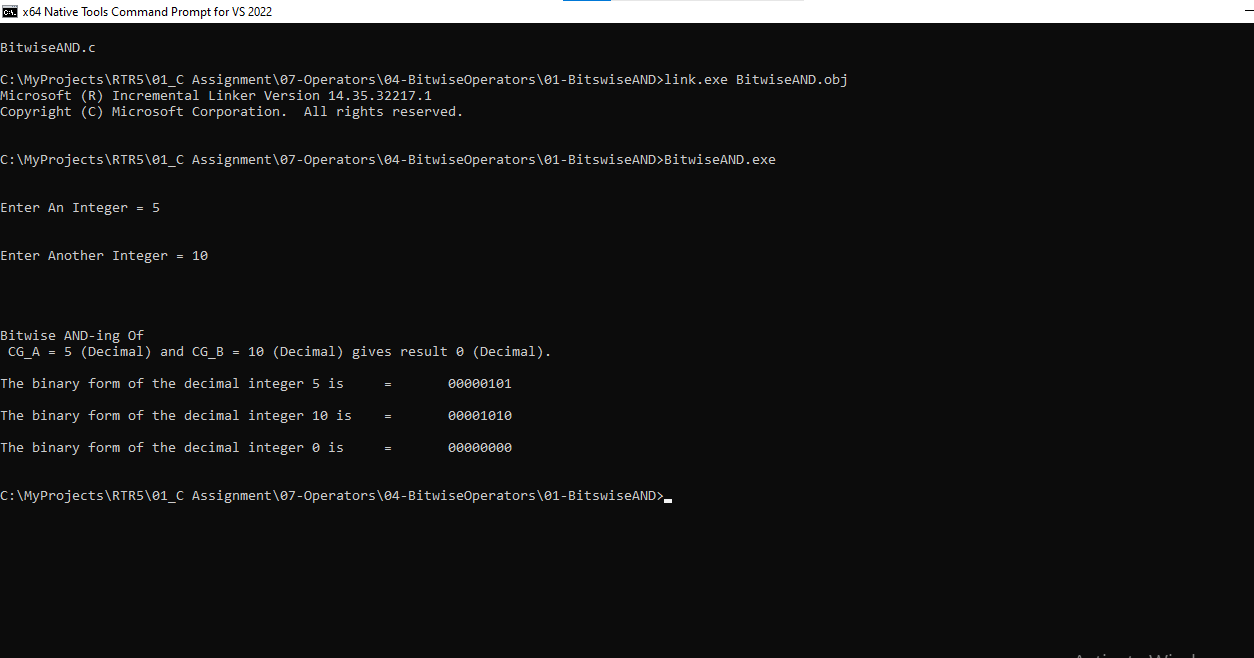 x64 Native Tools Command Prompt for VS 2022
BitwiseAND.c
C:\MyProjects\RTR5\01_C Assignment\07-Operators\04-BitwiseOperators\01-BitswiseAND>link.exe BitwiseAND.obj
Microsoft (R) Incremental Linker Version 14.35.32217.1
Copyright (C) Microsoft Corporation.  All rights reserved.
C:\MyProjects\RTR5\01_C Assignment\07-Operators\04-BitwiseOperators\01-BitswiseAND>BitwiseAND.exe
Enter An Integer = 5
Enter Another Integer = 10
Bitwise AND-ing Of
CG_A = 5 (Decimal) and CG_B = 10 (Decimal) gives result 0 (Decimal).
The binary form of the decimal integer 5 is     =       00000101
The binary form of the decimal integer 10 is    =       00001010
The binary form of the decimal integer 0 is     =       00000000
C:\MyProjects\RTR5\01_C Assignment\07-Operators\04-BitwiseOperators\01-BitswiseAND>